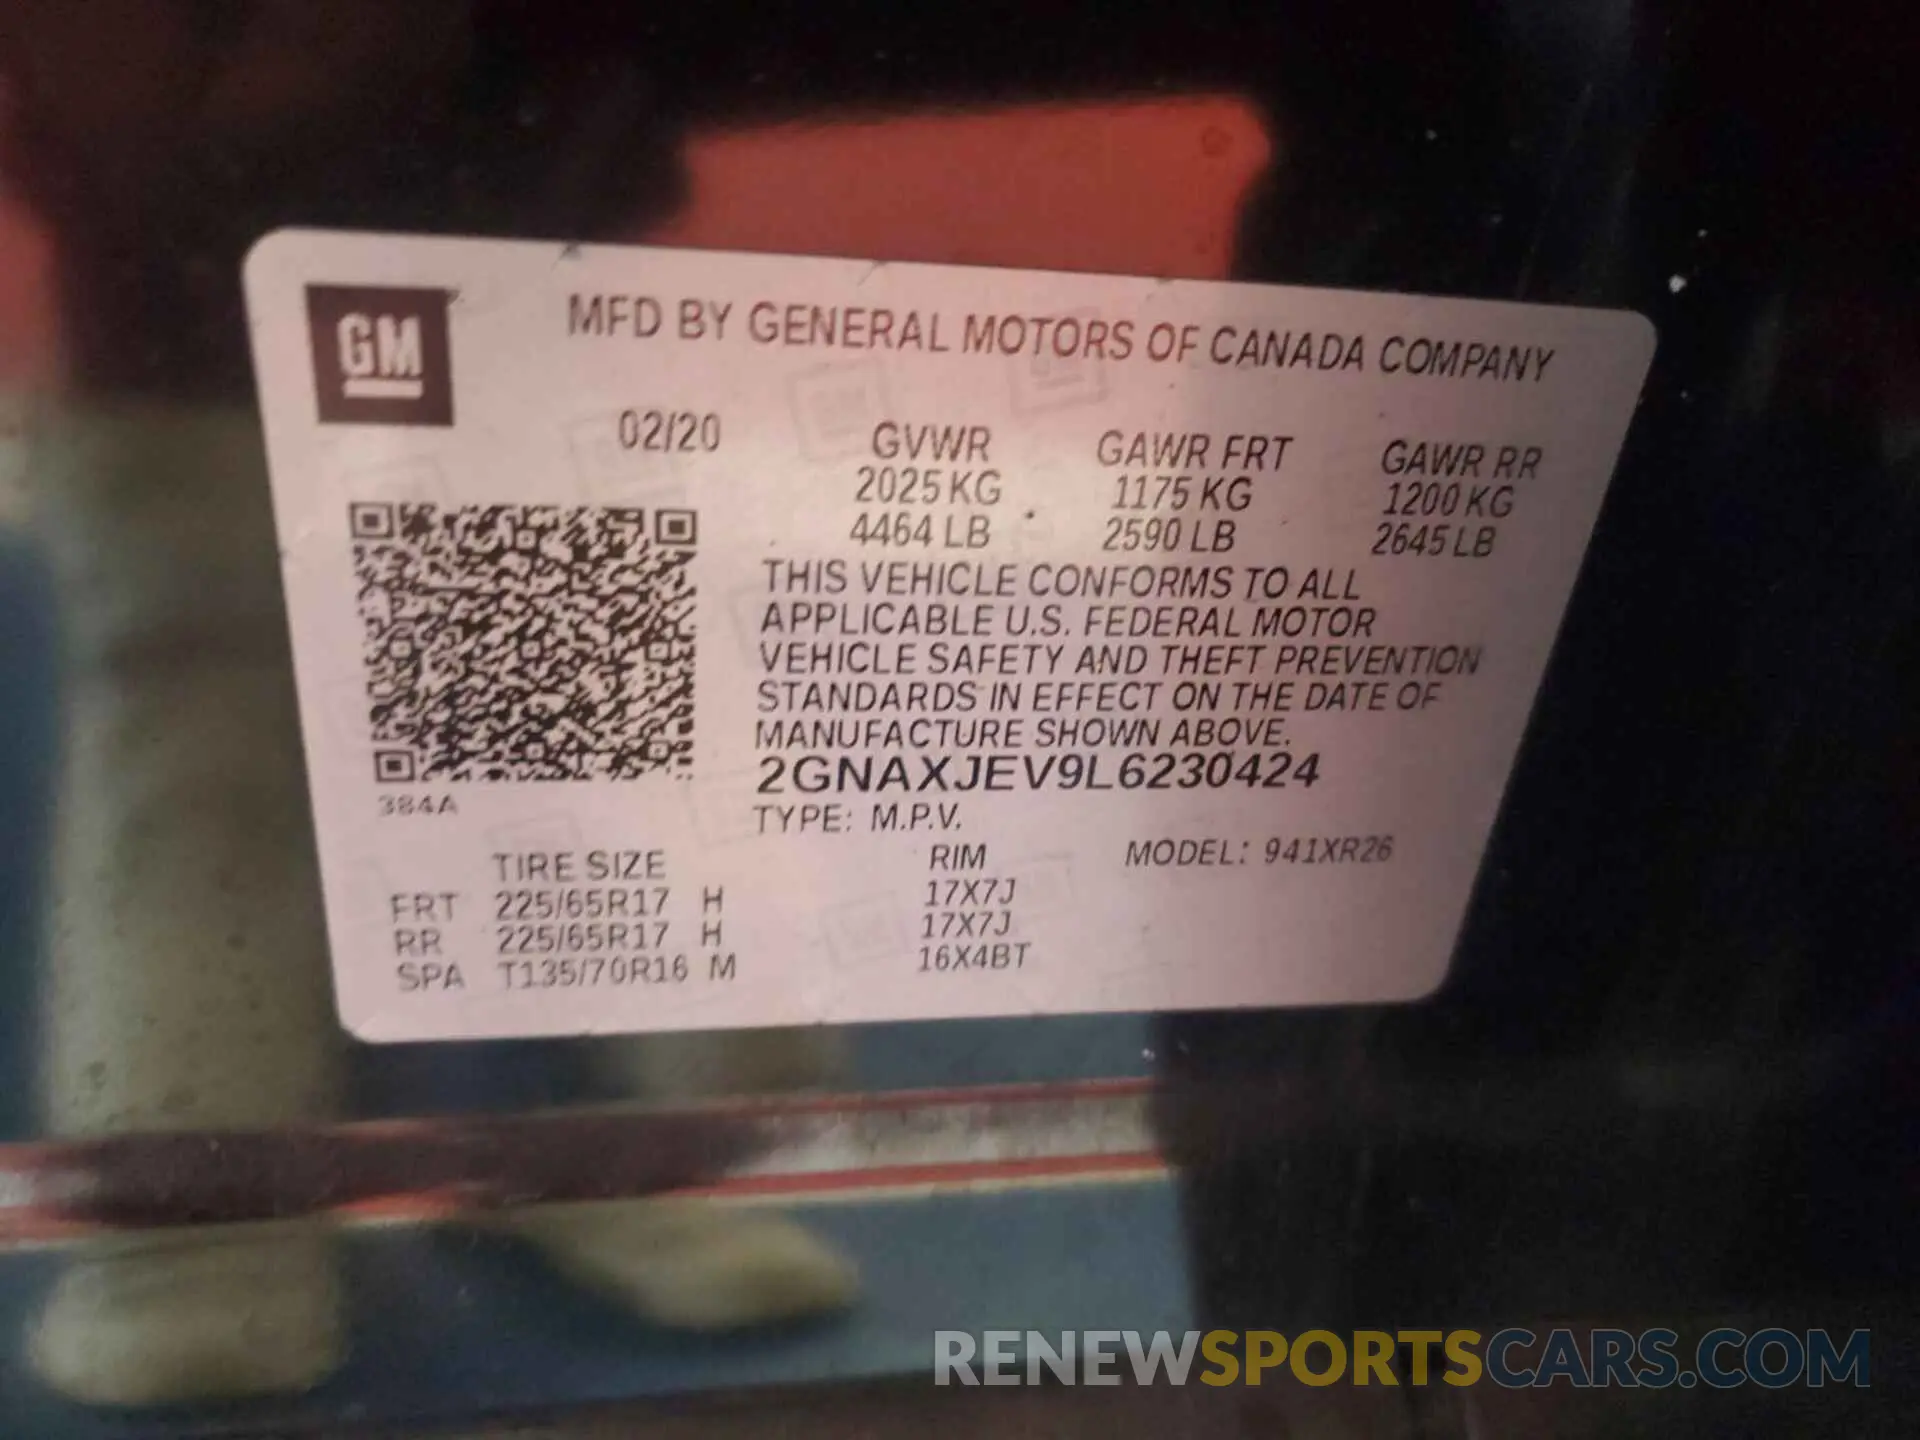 GM
MFD BY GENERAL MOTORS OF CANADA COMPANY
02/20
GVWR GAWR FRT GAWR RR
2025 KG 1175 KG 1200 KG
4464 LB 2590 LB 2645 LB
THIS VEHICLE CONFORMS TO ALL
APPLICABLE U.S. FEDERAL MOTOR
VEHICLE SAFETY AND THEFT PREVENTION
STANDARDS IN EFFECT ON THE DATE OF
MANUFACTURE SHOWN ABOVE.
2GNAXJEV9L6230424
384A
TYPE: M.P.V.
TIRE SIZE RIM MODEL: 941XR26
FRT 225/65R17 H 17X7J
RR 225/65R17 H 17X7J
SPA T135/70R16 M 16X4BT
RENEWSPORTSCARS.COM